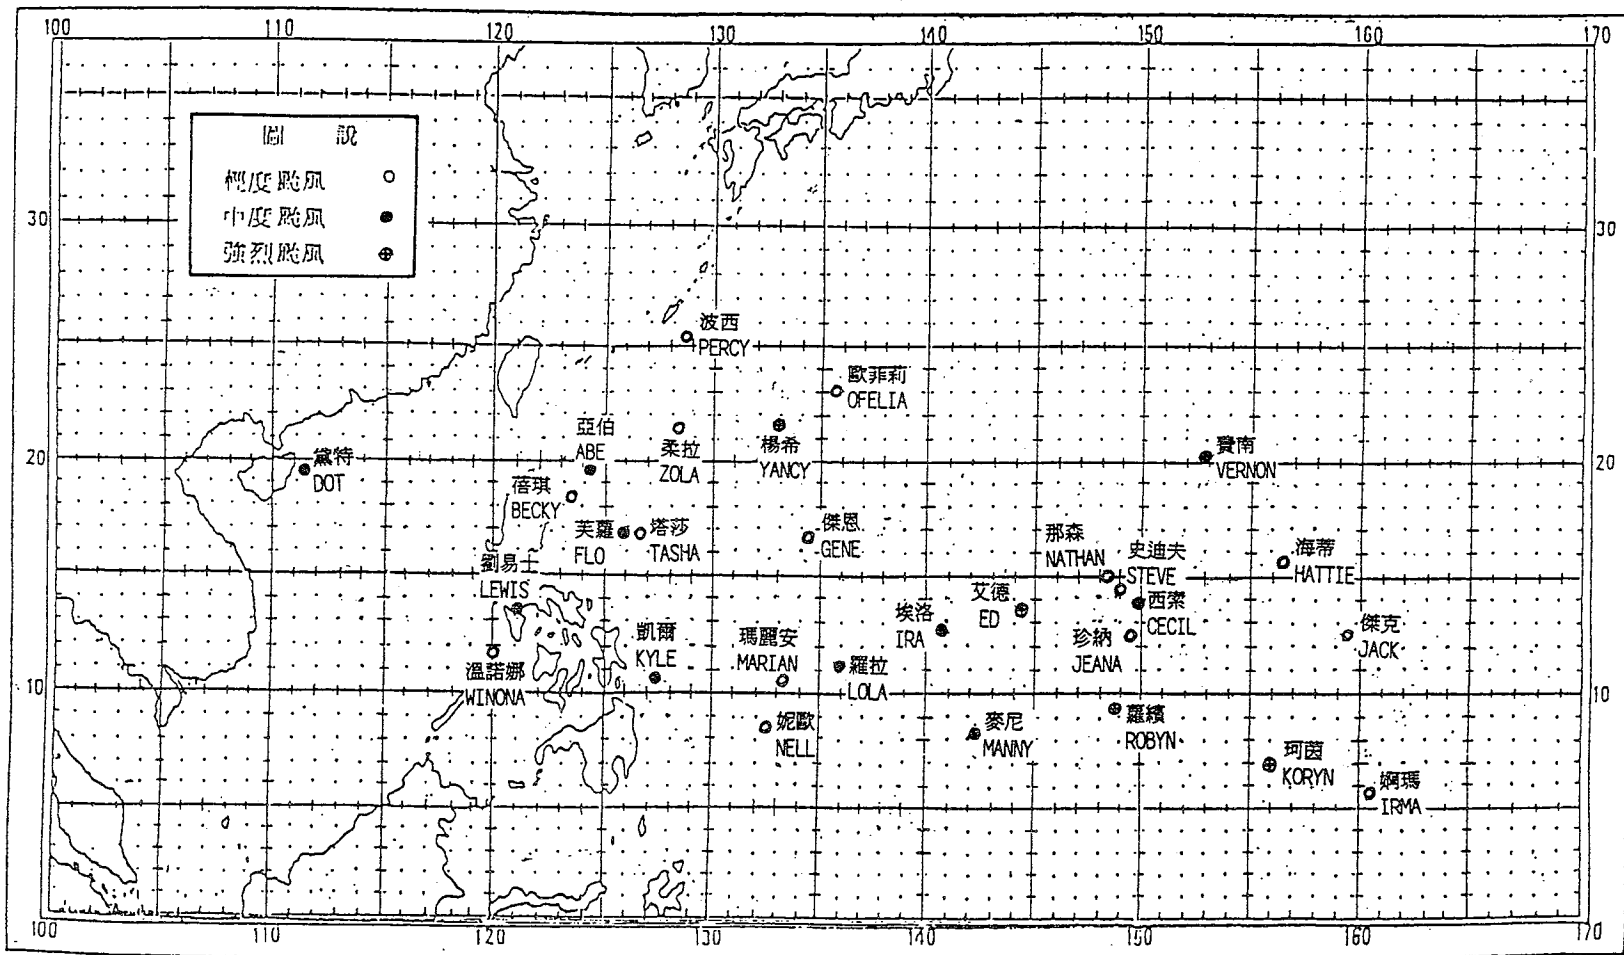 100 110 120 130 140 150 160 170
圖 說
輕度颱風
中度颱風
強烈颱風
30 30
波西
PERCY
歐菲莉
OFELIA
亞伯
ABE
柔拉
ZOLA
楊希
YANCY
費南
VERNON
20 20
黛特
DOT
蓓琪
BECKY
芙蘿
FLO
塔莎
TASHA
傑恩
GENE
那森
NATHAN
史迪夫
STEVE
海蒂
HATTIE
劉易士
LEWIS
艾德
ED
西索
CECIL
埃洛
IRA
凱爾
KYLE
瑪麗安
MARIAN
珍納
JEANA
傑克
JACK
溫諾娜
WINONA
羅拉
LOLA
10 10
妮歐
NELL
麥尼
MANNY
蘿繽
ROBYN
珂茵
KORYN
婀瑪
IRMA
0 0
100 110 120 130 140 150 160 170